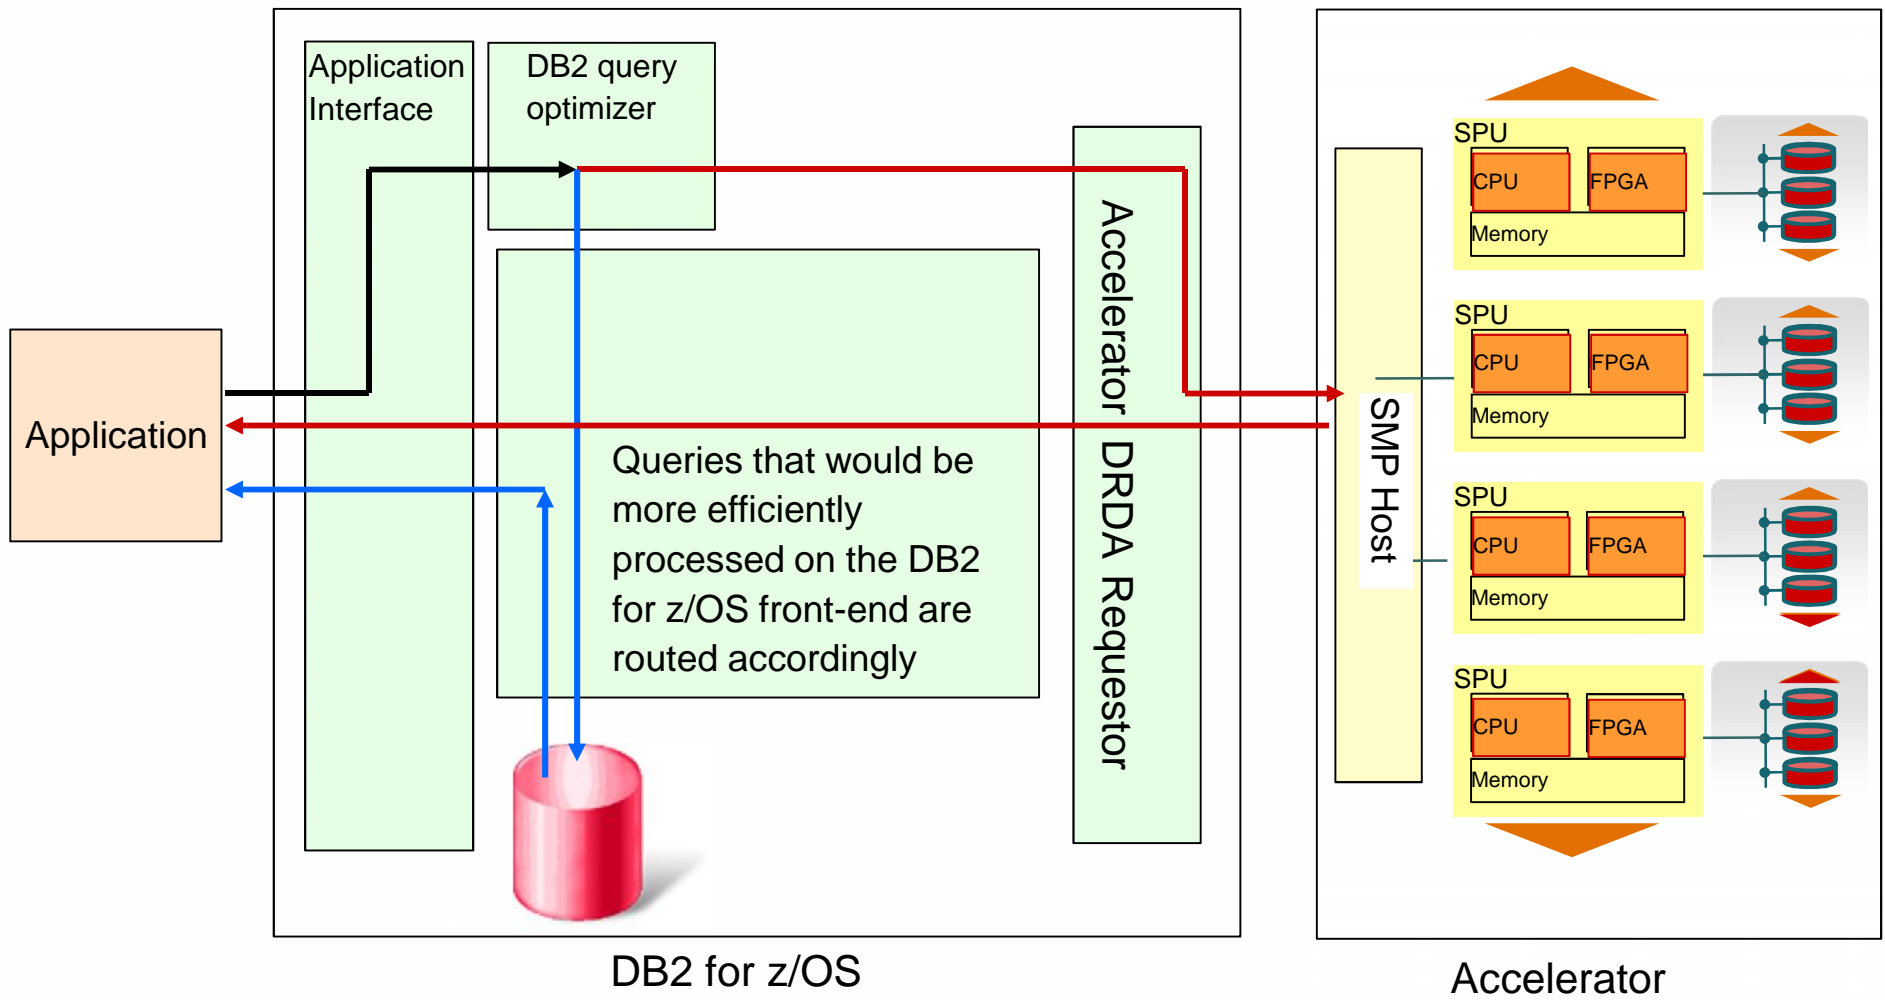 Application
Interface
DB2 query
optimizer
Application
Queries that would be
more efficiently
processed on the DB2
for z/OS front-end are
routed accordingly
Accelerator DRDA Requestor
DB2 for z/OS
SMP Host
SPU
CPU
FPGA
Memory
SPU
CPU
FPGA
Memory
SPU
CPU
FPGA
Memory
SPU
CPU
FPGA
Memory
Accelerator